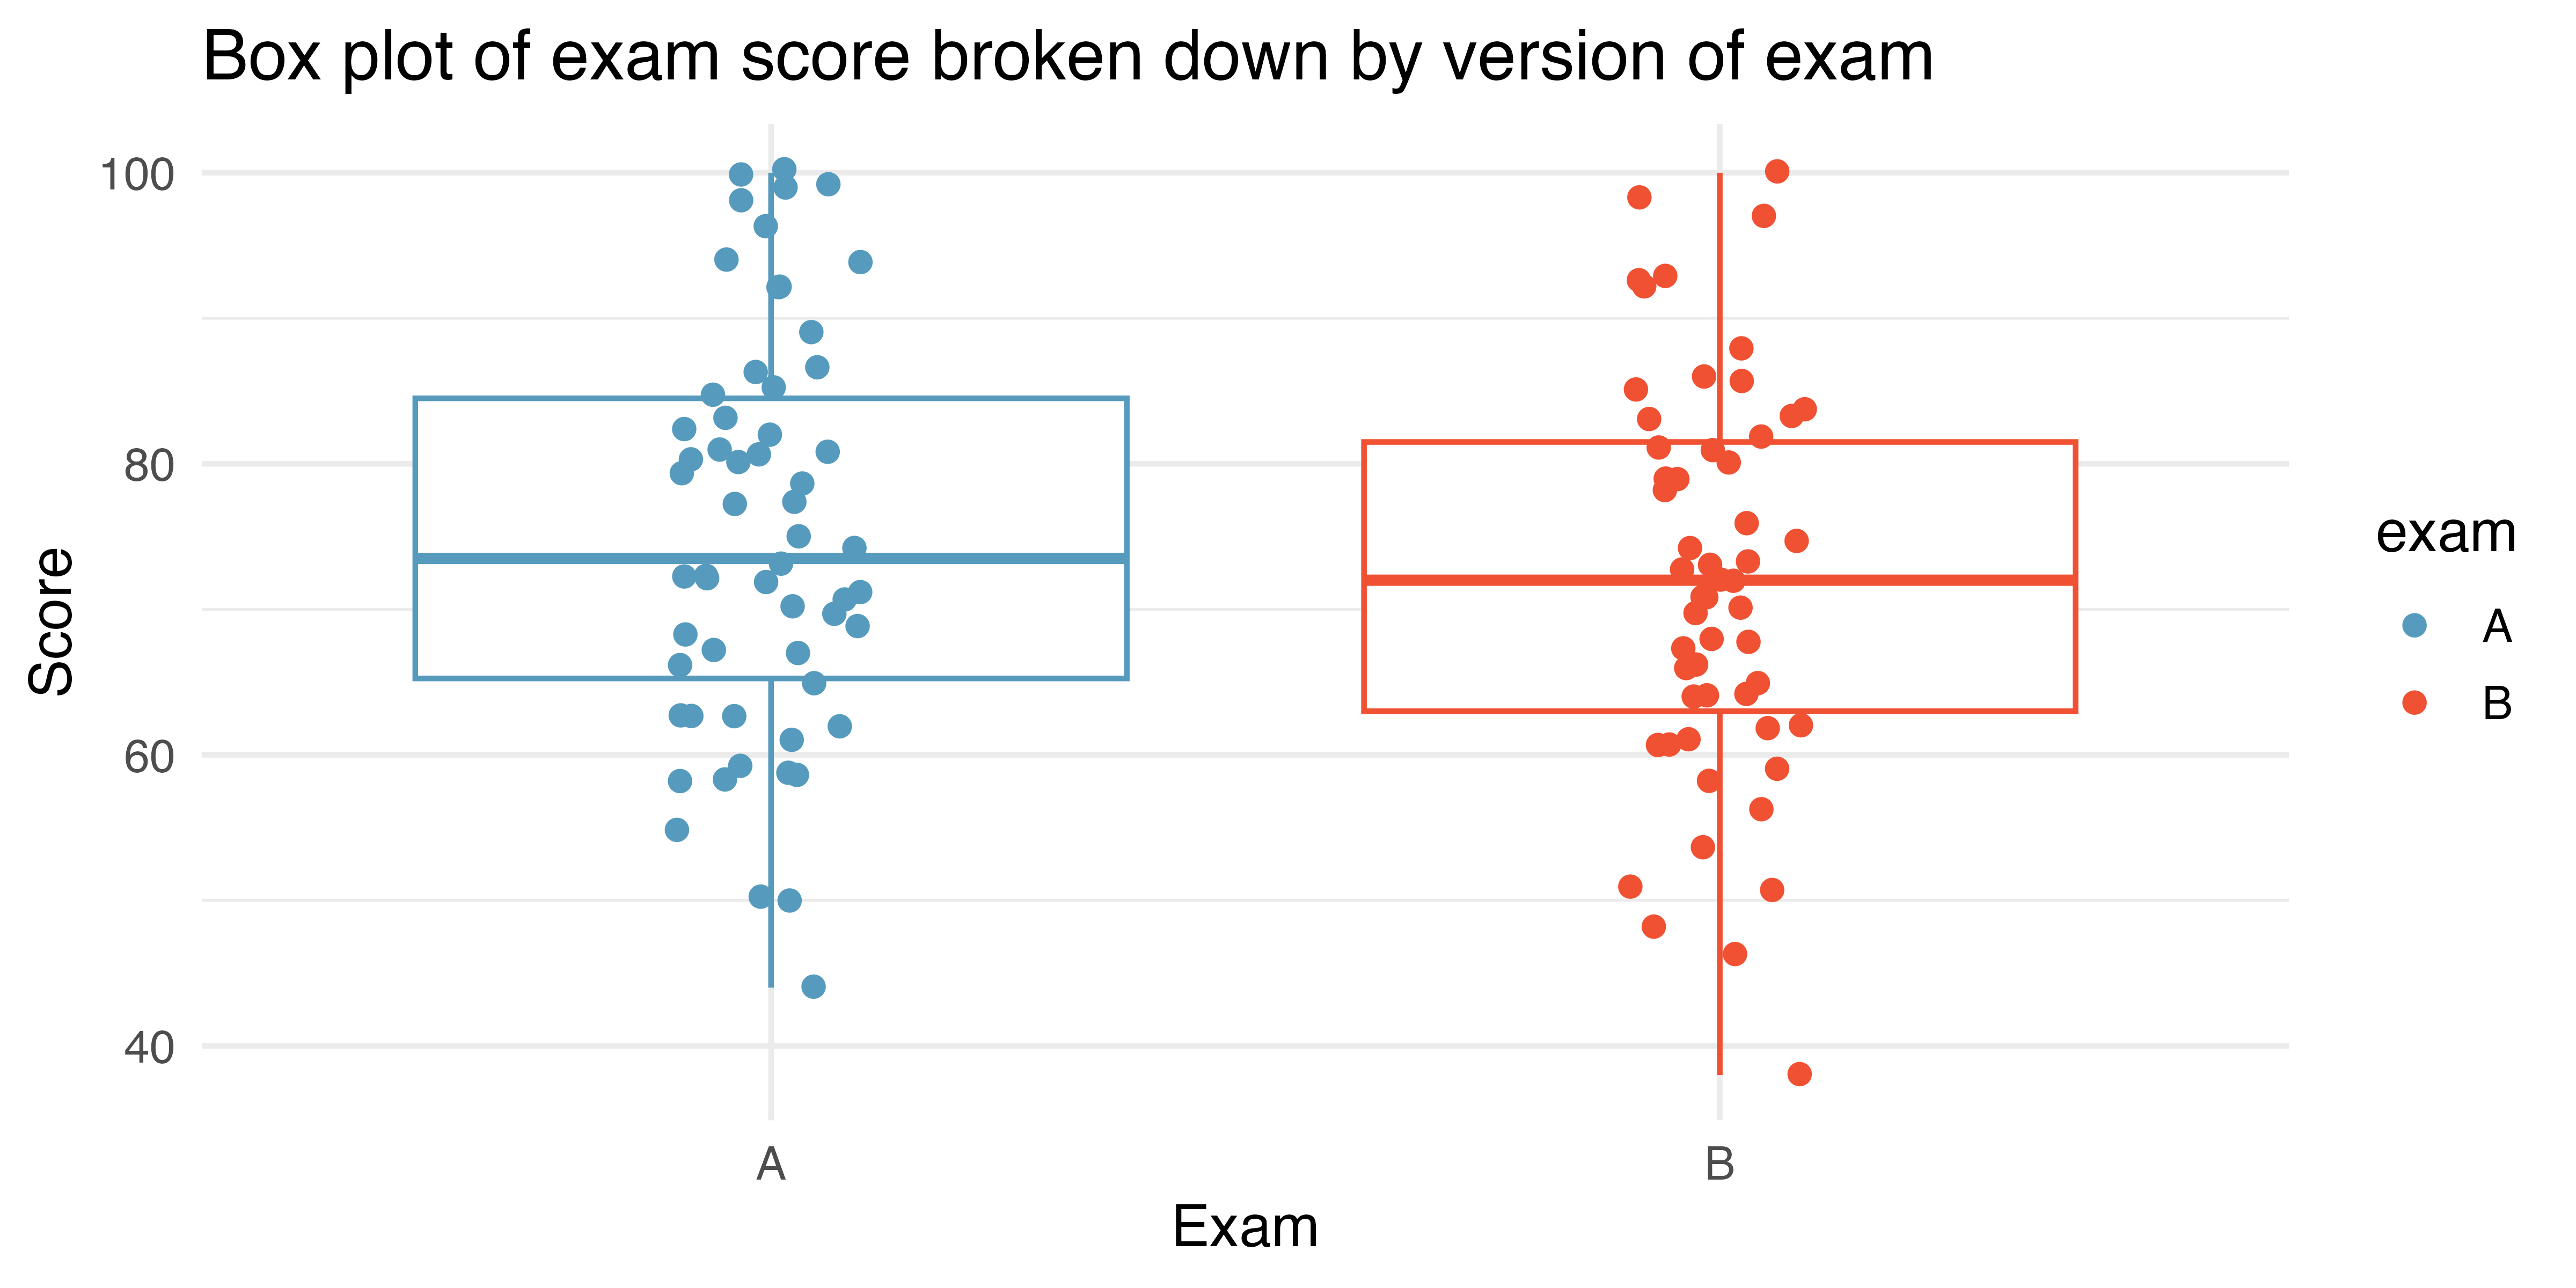 Box plot of exam score broken down by version of exam
100
80
60
40
Score
A
B
Exam
exam
A
B